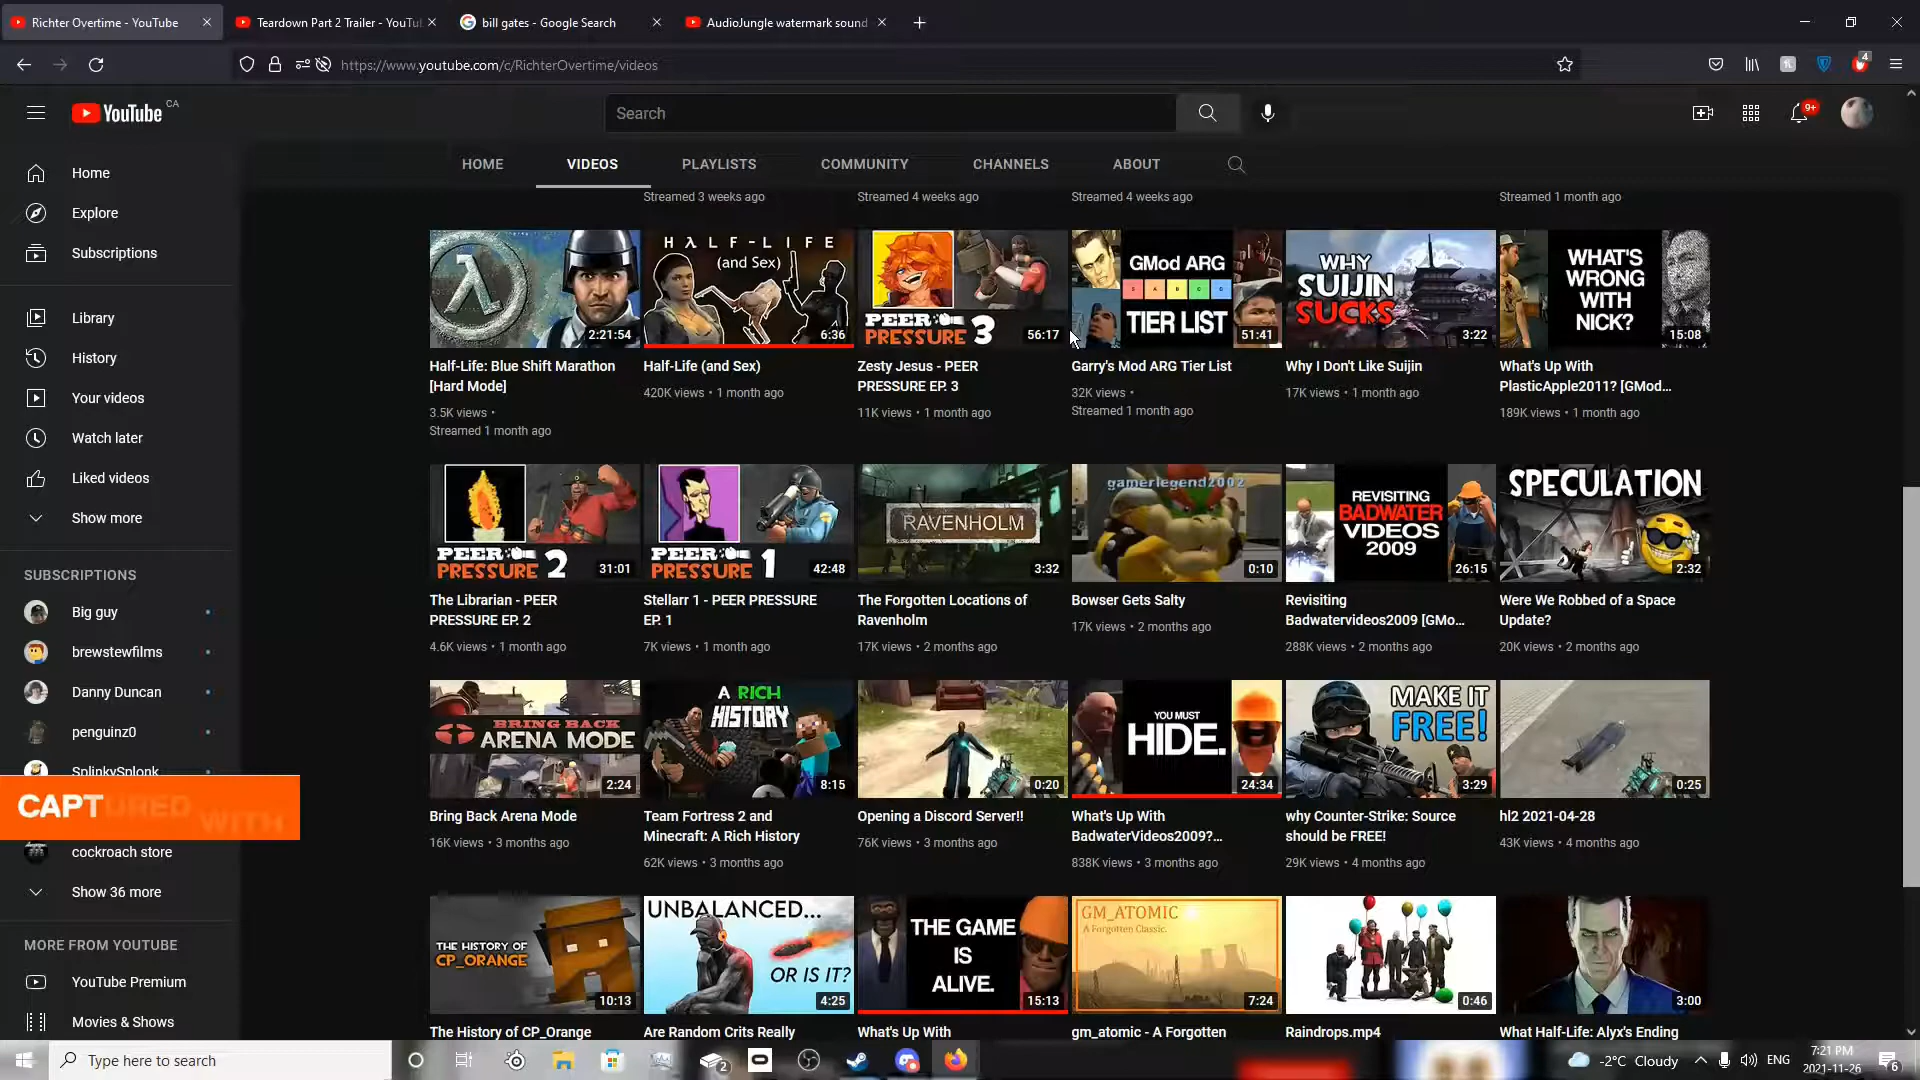 Richter Overtime - YouTube
Teardown Part 2 Trailer - YouTu
bill gates - Google Search
AudioJungle watermark sound
https://www.youtube.com/c/RichterOvertime/videos
4
YouTube CA
Search
9+
HOME
VIDEOS
PLAYLISTS
COMMUNITY
CHANNELS
ABOUT
Home
Explore
Subscriptions
Library
History
Your videos
Watch later
Liked videos
Show more
SUBSCRIPTIONS
Big guy
brewstewfilms
Danny Duncan
penguinz0
SplinkySplonk
CAPTURED WITH
cockroach store
Show 36 more
MORE FROM YOUTUBE
YouTube Premium
Movies & Shows
Streamed 3 weeks ago
Streamed 4 weeks ago
Streamed 4 weeks ago
Streamed 1 month ago
2:21:54
Half-Life: Blue Shift Marathon
[Hard Mode]
3.5K views •
Streamed 1 month ago
HλLF-LIFE
(and Sex)
6:36
Half-Life (and Sex)
420K views • 1 month ago
PEER
PRESSURE 3
56:17
Zesty Jesus - PEER
PRESSURE EP. 3
11K views • 1 month ago
GMod ARG
S A B C D
TIER LIST
51:41
Garry's Mod ARG Tier List
32K views •
Streamed 1 month ago
WHY
SUIJIN
SUCKS
3:22
Why I Don't Like Suijin
17K views • 1 month ago
WHAT'S
WRONG
WITH
NICK?
15:08
What's Up With
PlasticApple2011? [GMod...
189K views • 1 month ago
PEER
PRESSURE 2
31:01
The Librarian - PEER
PRESSURE EP. 2
4.6K views • 1 month ago
PEER
PRESSURE 1
42:48
Stellarr 1 - PEER PRESSURE
EP. 1
7K views • 1 month ago
RAVENHOLM
3:32
The Forgotten Locations of
Ravenholm
17K views • 2 months ago
gamerlegend2002
0:10
Bowser Gets Salty
17K views • 2 months ago
REVISITING
BADWATER
VIDEOS
2009
26:15
Revisiting
Badwatervideos2009 [GMo...
288K views • 2 months ago
SPECULATION
2:32
Were We Robbed of a Space
Update?
20K views • 2 months ago
BRING BACK
ARENA MODE
2:24
Bring Back Arena Mode
16K views • 3 months ago
A RICH
HISTORY
8:15
Team Fortress 2 and
Minecraft: A Rich History
62K views • 3 months ago
0:20
Opening a Discord Server!!
76K views • 3 months ago
YOU MUST
HIDE.
24:34
What's Up With
BadwaterVideos2009?...
838K views • 3 months ago
MAKE IT
FREE!
3:29
why Counter-Strike: Source
should be FREE!
29K views • 4 months ago
0:25
hl2 2021-04-28
43K views • 4 months ago
THE HISTORY OF
CP_ORANGE
10:13
The History of CP_Orange
UNBALANCED...
OR IS IT?
4:25
Are Random Crits Really
THE GAME
IS
ALIVE.
15:13
What's Up With
GM_ATOMIC
A Forgotten Classic.
7:24
gm_atomic - A Forgotten
0:46
Raindrops.mp4
3:00
What Half-Life: Alyx's Ending
Type here to search
2
-2°C Cloudy
ENG
7:21 PM
2021-11-26
6